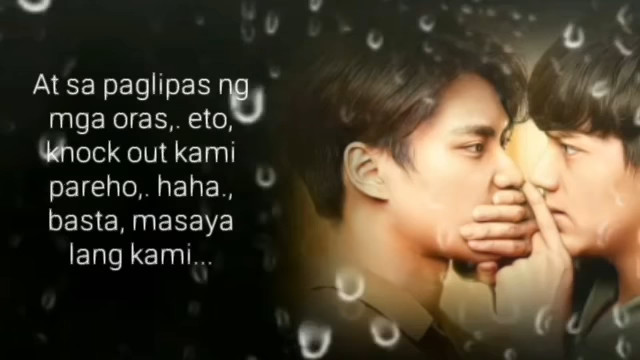 At sa paglipas ng
mga oras,. eto,
knock out kami
pareho,. haha.,
basta, masaya
lang kami...